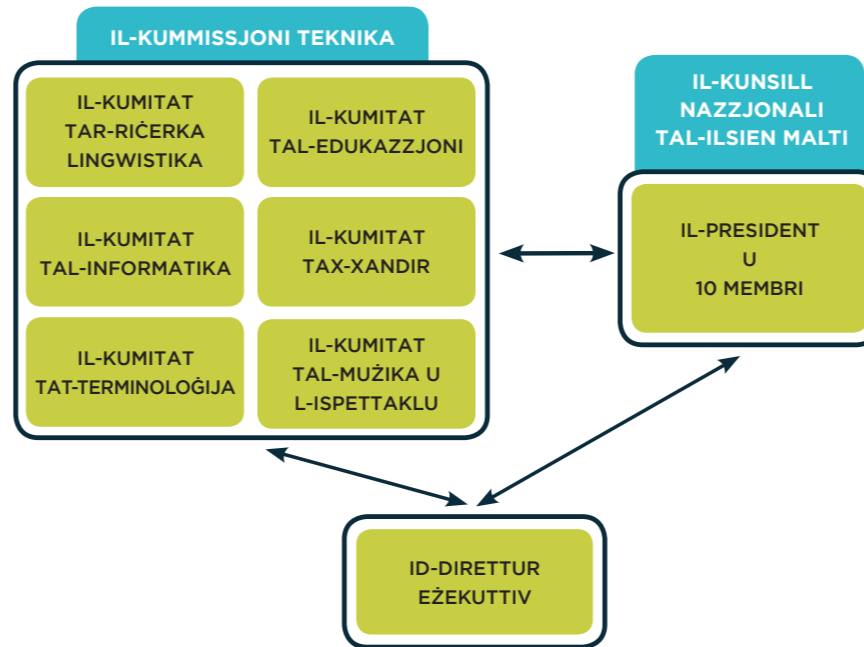 IL-KUMMISSJONI TEKNIKA
IL-KUMITAT
TAR-RIĊERKA
LINGWISTIKA
IL-KUMITAT
TAL-EDUKAZZJONI
IL-KUMITAT
TAL-INFORMATIKA
IL-KUMITAT
TAX-XANDIR
IL-KUMITAT
TAT-TERMINOLOĠIJA
IL-KUMITAT
TAL-MUŻIKA U
L-ISPETTAKLU
IL-KUNSILL
NAZZJONALI
TAL-ILSIEN MALTI
IL-PRESIDENT
U
10 MEMBRI
ID-DIRETTUR
EŻEKUTTIV